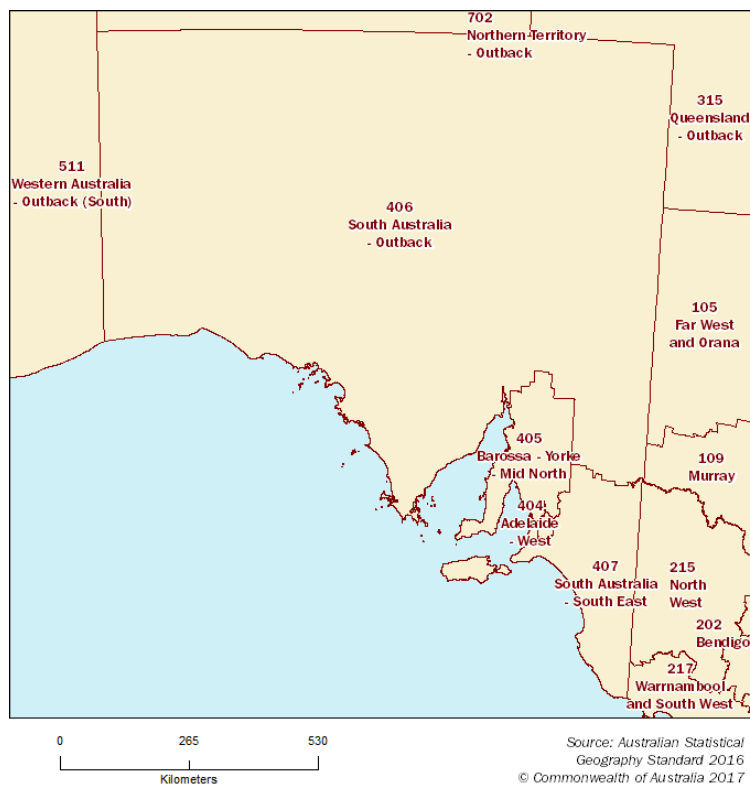 702
Northern Territory
- Outback
315
Queensland
- Outback
511
Western Australia
- Outback (South)
406
South Australia
- Outback
105
Far West
and Orana
405
Barossa - Yorke
- Mid North
109
Murray
404
Adelaide
- West
407
South Australia
- South East
215
North
West
202
Bendigo
217
Warrnambool
and South West
0
265
530
Kilometers
Source: Australian Statistical
Geography Standard 2016
© Commonwealth of Australia 2017